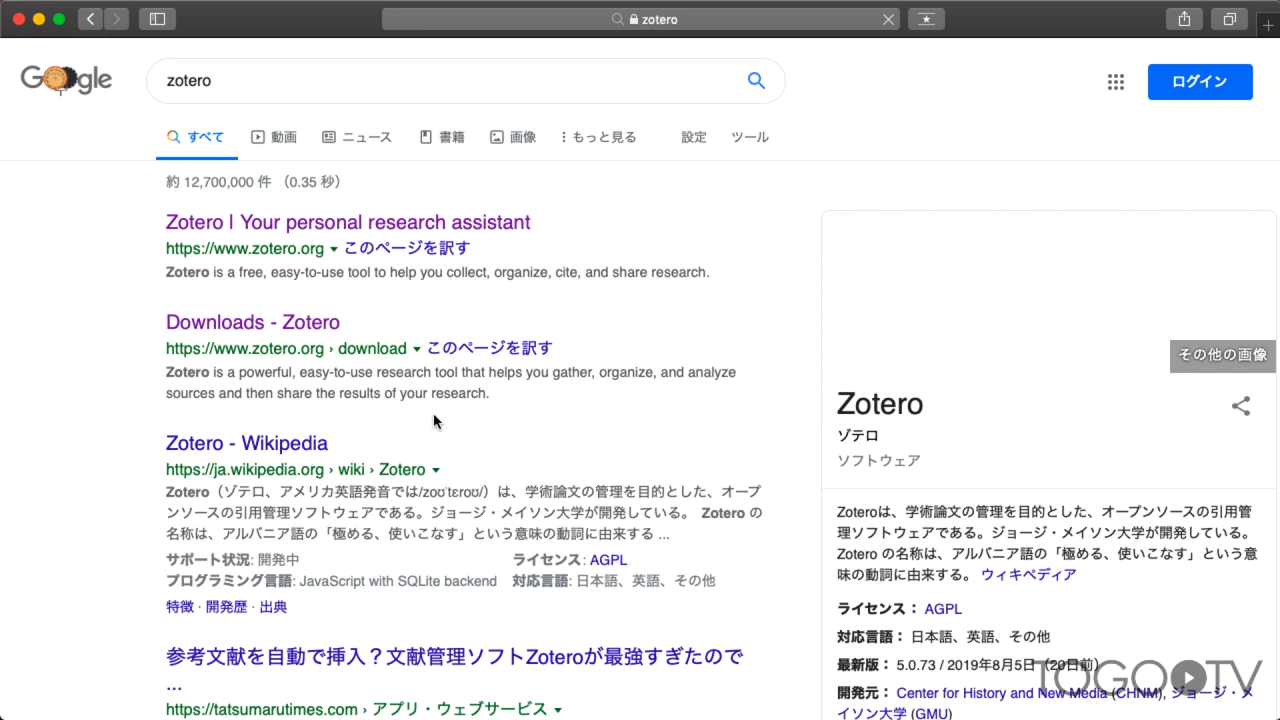 zotero
Google
zotero
ログイン
すべて 動画 ニュース 書籍 画像 もっと見る 設定 ツール
約 12,700,000 件 （0.35 秒）
Zotero | Your personal research assistant
https://www.zotero.org このページを訳す
Zotero is a free, easy-to-use tool to help you collect, organize, cite, and share research.
Downloads - Zotero
https://www.zotero.org › download このページを訳す
Zotero is a powerful, easy-to-use research tool that helps you gather, organize, and analyze
sources and then share the results of your research.
Zotero - Wikipedia
https://ja.wikipedia.org › wiki › Zotero
Zotero（ゾテロ、アメリカ英語発音では/zoʊˈtɛroʊ/）は、学術論文の管理を目的とした、オープ
ンソースの引用管理ソフトウェアである。ジョージ・メイソン大学が開発している。 Zotero の
名称は、アルバニア語の「極める、使いこなす」という意味の動詞に由来する ...
サポート状況: 開発中 ライセンス: AGPL
プログラミング言語: JavaScript with SQLite backend 対応言語: 日本語、英語、その他
特徴 · 開発歴 · 出典
参考文献を自動で挿入？文献管理ソフトZoteroが最強すぎたので
...
https://tatsumarutimes.com › アプリ・ウェブサービス
その他の画像
Zotero
ゾテロ
ソフトウェア
Zoteroは、学術論文の管理を目的とした、オープンソースの引用管
理ソフトウェアである。ジョージ・メイソン大学が開発している。
Zotero の名称は、アルバニア語の「極める、使いこなす」という意
味の動詞に由来する。 ウィキペディア
ライセンス： AGPL
対応言語： 日本語、英語、その他
最新版： 5.0.73 / 2019年8月5日（20日前）
開発元： Center for History and New Media (CHNM), ジョージ・メ
イソン大学 (GMU)
TOGO TV